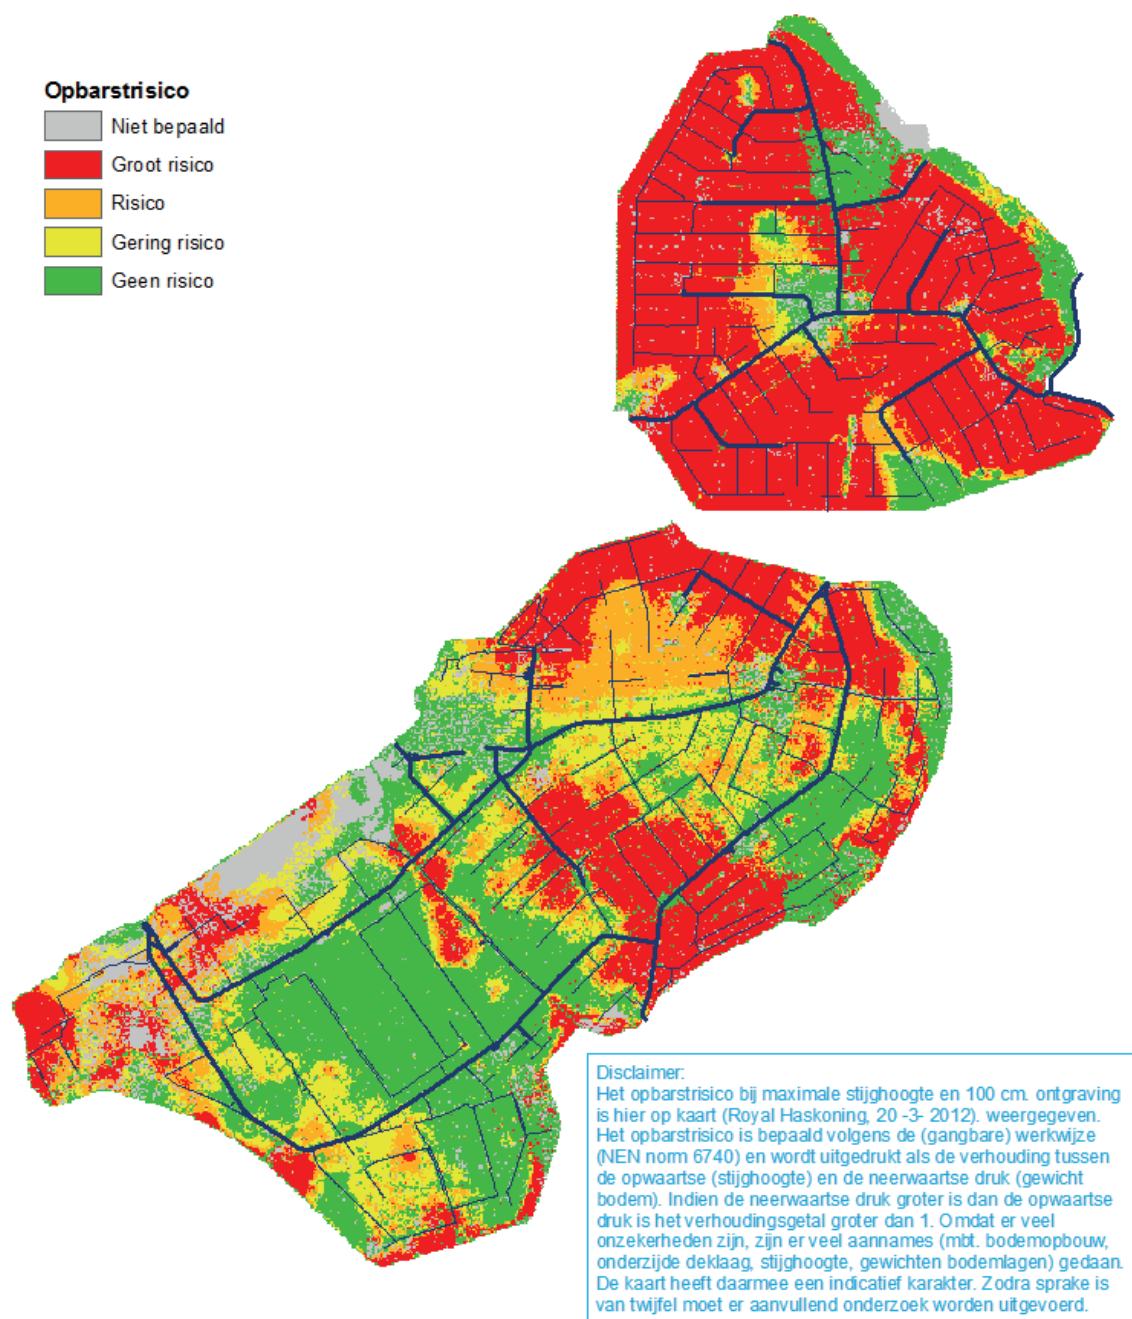 Opbarstrisico
Niet bepaald
Groot risico
Risico
Gering risico
Geen risico
Disclaimer:
Het opbarstrisico bij maximale stijghoogte en 100 cm. ontgraving
is hier op kaart (Royal Haskoning, 20 -3- 2012). weergegeven.
Het opbarstrisico is bepaald volgens de (gangbare) werkwijze
(NEN norm 6740) en wordt uitgedrukt als de verhouding tussen
de opwaartse (stijghoogte) en de neerwaartse druk (gewicht
bodem). Indien de neerwaartse druk groter is dan de opwaartse
druk is het verhoudingsgetal groter dan 1. Omdat er veel
onzekerheden zijn, zijn er veel aannames (mbt. bodemopbouw,
onderzijde deklaag, stijghoogte, gewichten bodemlagen) gedaan.
De kaart heeft daarmee een indicatief karakter. Zodra sprake is
van twijfel moet er aanvullend onderzoek worden uitgevoerd.